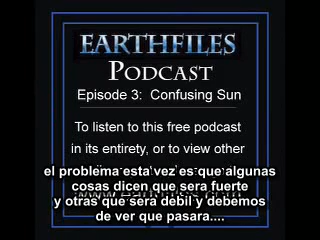 EARTHFILES
PODCAST
Episode 3: Confusing Sun
To listen to this free podcast
in its entirety, or to view other
el problema esta vez es que algunas
cosas dicen que sera fuerte
y otras que sera debil y debemos
de ver que pasara....